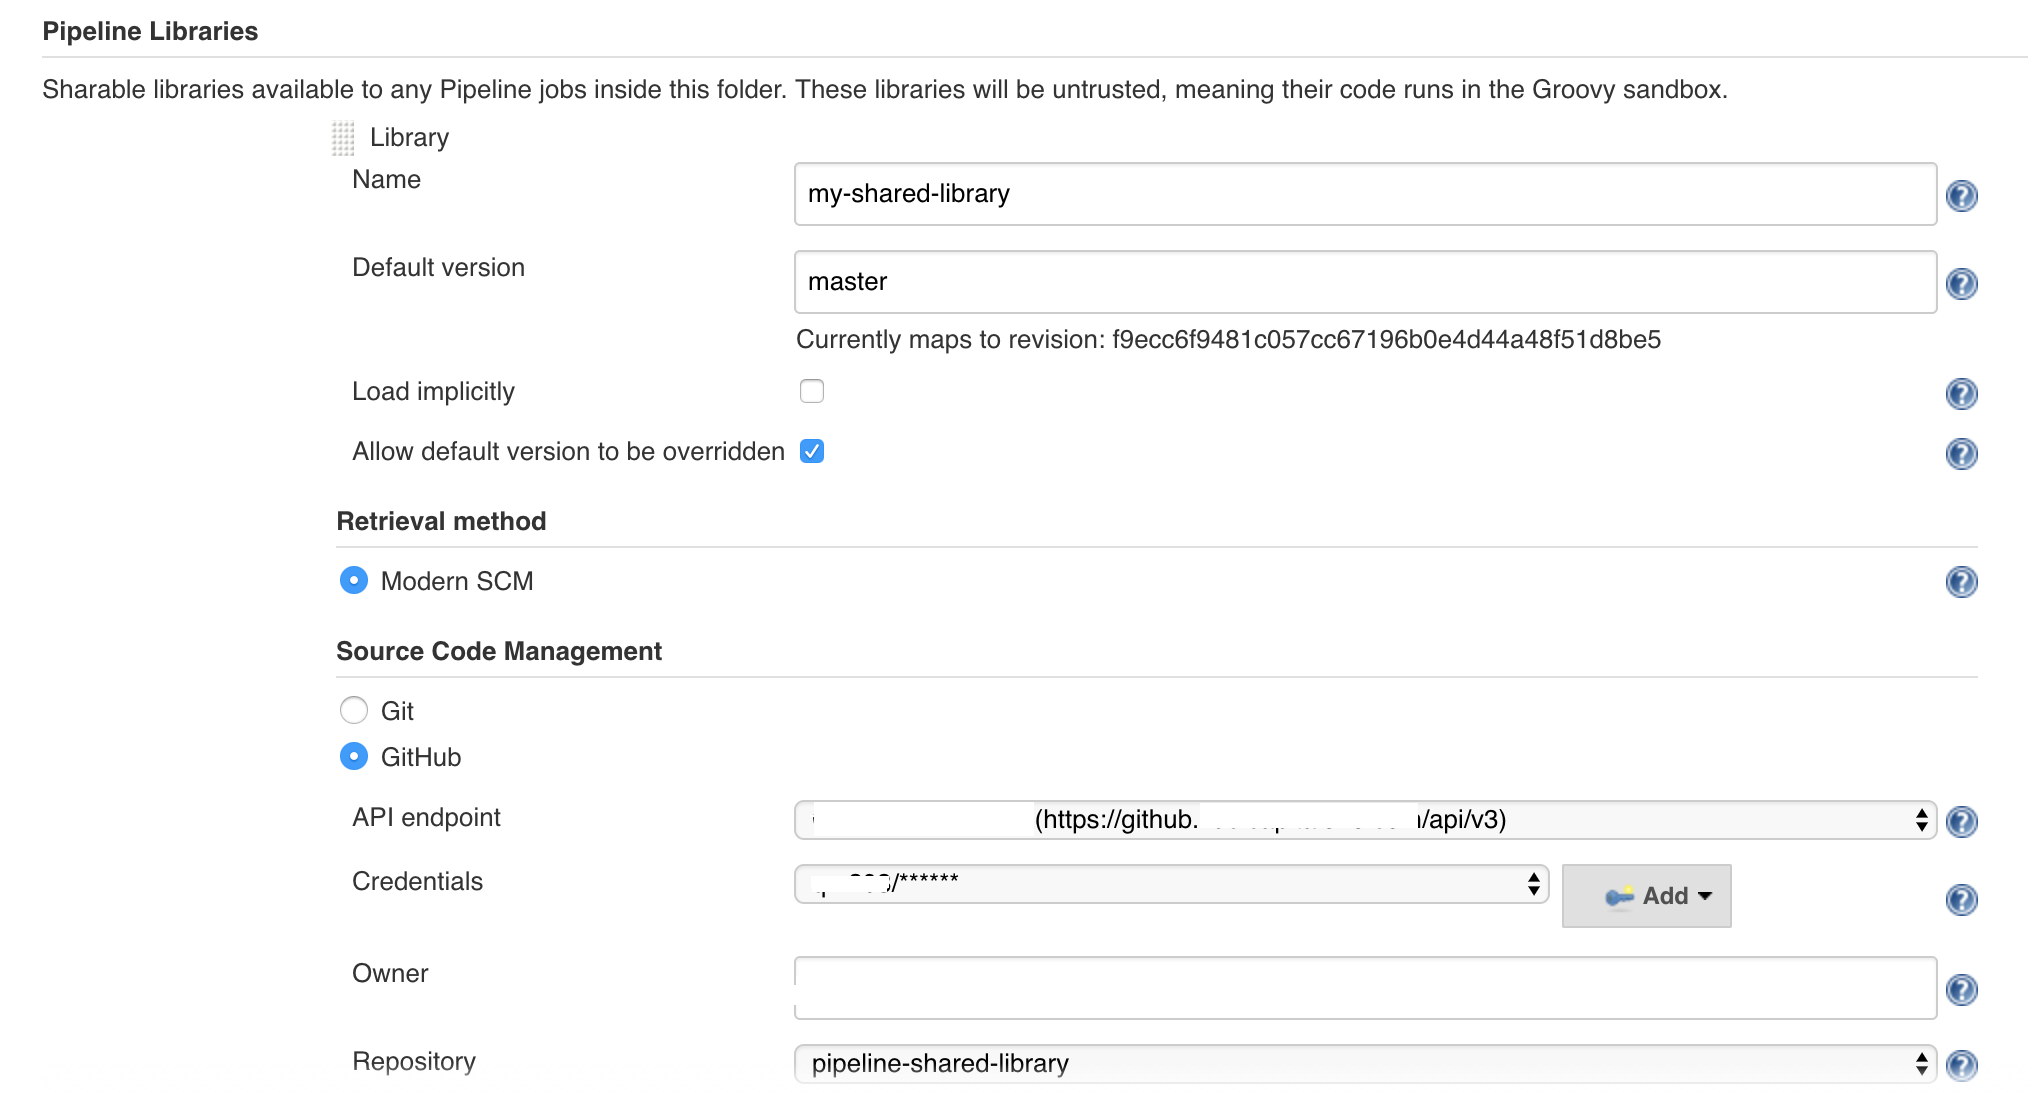 Pipeline Libraries
Sharable libraries available to any Pipeline jobs inside this folder. These libraries will be untrusted, meaning their code runs in the Groovy sandbox.
Library
Name
my-shared-library
Default version
master
Currently maps to revision: f9ecc6f9481c057cc67196b0e4d44a48f51d8be5
Load implicitly
Allow default version to be overridden
Retrieval method
Modern SCM
Source Code Management
Git
GitHub
API endpoint
(https://github. /api/v3)
Credentials
/******
Add
Owner
Repository
pipeline-shared-library